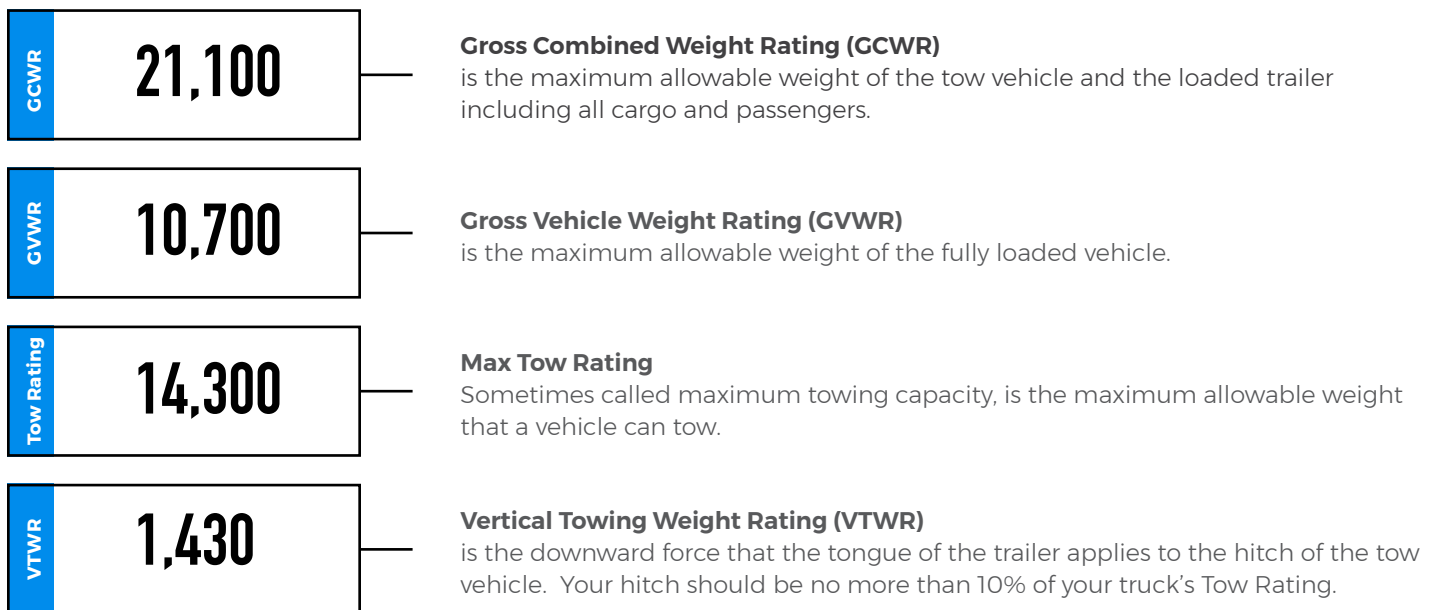 GCWR
21,100
Gross Combined Weight Rating (GCWR)
is the maximum allowable weight of the tow vehicle and the loaded trailer
including all cargo and passengers.
GVWR
10,700
Gross Vehicle Weight Rating (GVWR)
is the maximum allowable weight of the fully loaded vehicle.
Tow Rating
14,300
Max Tow Rating
Sometimes called maximum towing capacity, is the maximum allowable weight
that a vehicle can tow.
VTWR
1,430
Vertical Towing Weight Rating (VTWR)
is the downward force that the tongue of the trailer applies to the hitch of the tow
vehicle.  Your hitch should be no more than 10% of your truck's Tow Rating.